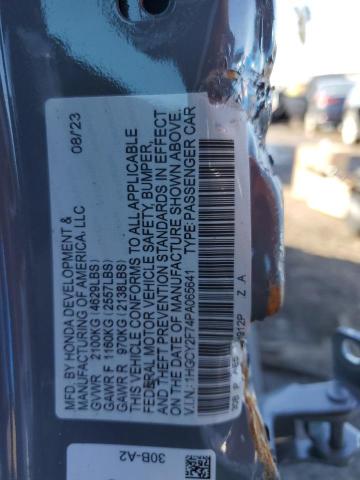 MFD. BY HONDA DEVELOPMENT & 08/23
MANUFACTURING OF AMERICA, LLC
GVWR 2100KG (4629LBS)
GAWR F 1160KG (2557LBS)
GAWR R 970KG (2138LBS)
THIS VEHICLE CONFORMS TO ALL APPLICABLE
FEDERAL MOTOR VEHICLE SAFETY, BUMPER,
AND THEFT PREVENTION STANDARDS IN EFFECT
ON THE DATE OF MANUFACTURE SHOWN ABOVE.
V.I.N.: TYPE: PASSENGER CAR
912P Z A
30B-A2